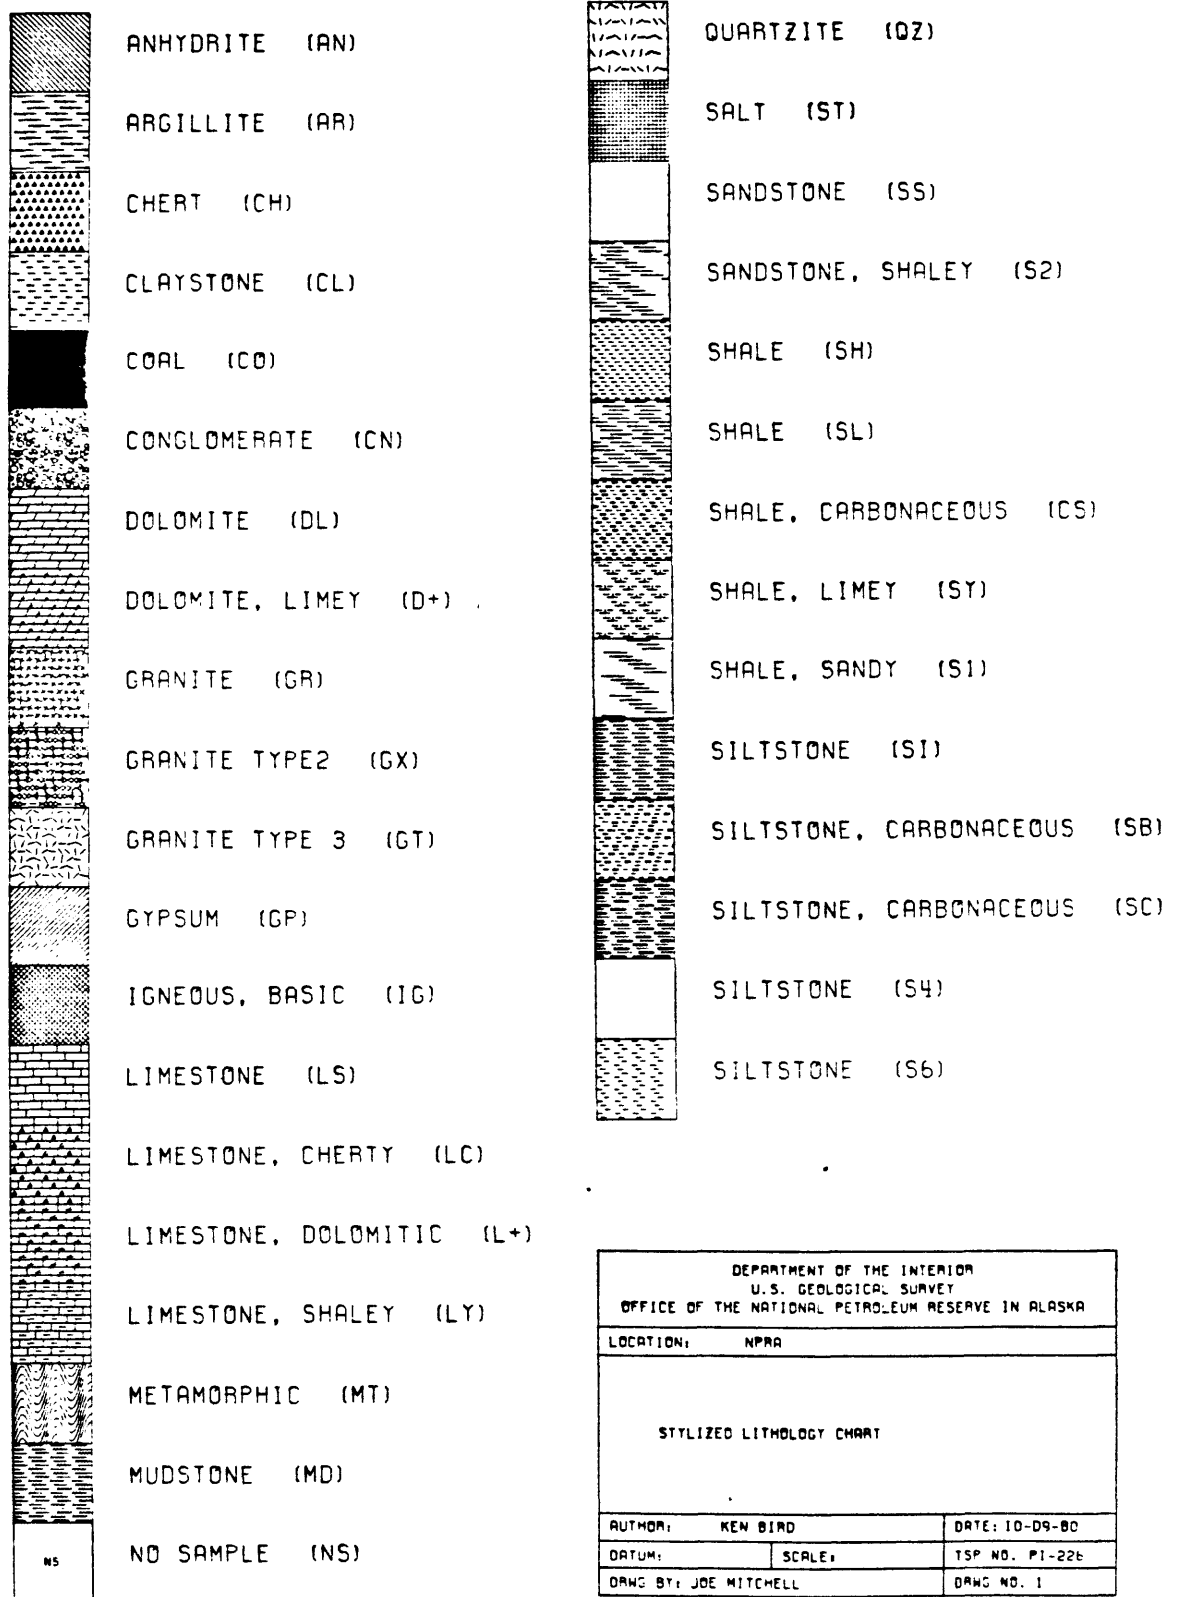 ANHYDRITE (AN)
ARGILLITE (AR)
CHERT (CH)
CLAYSTONE (CL)
COAL (CO)
CONGLOMERATE (CN)
DOLOMITE (DL)
DOLOMITE, LIMEY (D+)
GRANITE (GR)
GRANITE TYPE2 (GX)
GRANITE TYPE 3 (GT)
GYPSUM (GP)
IGNEOUS, BASIC (IG)
LIMESTONE (LS)
LIMESTONE, CHERTY (LC)
LIMESTONE, DOLOMITIC (L+)
LIMESTONE, SHALEY (LY)
METAMORPHIC (MT)
MUDSTONE (MD)
NS NO SAMPLE (NS)
QUARTZITE (QZ)
SALT (ST)
SANDSTONE (SS)
SANDSTONE, SHALEY (S2)
SHALE (SH)
SHALE (SL)
SHALE, CARBONACEOUS (CS)
SHALE, LIMEY (SY)
SHALE, SANDY (S1)
SILTSTONE (SI)
SILTSTONE, CARBONACEOUS (SB)
SILTSTONE, CARBONACEOUS (SC)
SILTSTONE (S4)
SILTSTONE (S6)
DEPARTMENT OF THE INTERIOR
U.S. GEOLOGICAL SURVEY
OFFICE OF THE NATIONAL PETROLEUM RESERVE IN ALASKA
LOCATION: NPRA
STYLIZED LITHOLOGY CHART
AUTHOR: KEN BIRD DATE: 10-09-80
DATUM: SCALE: TSP NO.
DRWG BY: JOE MITCHELL DRWG NO. 1